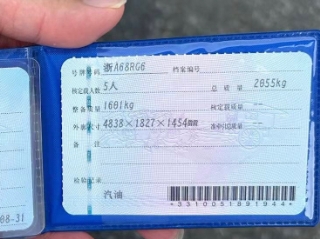 号牌号码 浙A68RG6 档案编号
核定载人数 5人 总质量 2055kg
整备质量 1601kg 核定载质量 --
外廓尺寸 4838×1827×1454mm 准牵引总质量 --
备注
检验记录
汽油
*3310051891944*
08-31